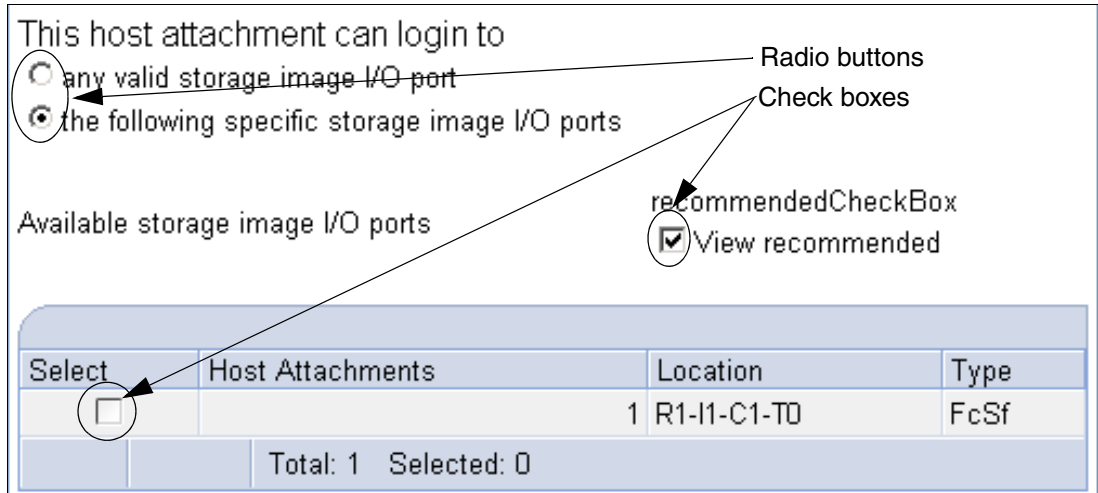 This host attachment can login to
any valid storage image I/O port
the following specific storage image I/O ports
Radio buttons
Check boxes
Available storage image I/O ports
recommendedCheckBox
View recommended
Select Host Attachments Location Type
1 R1-I1-C1-T0 FcSf
Total: 1 Selected: 0